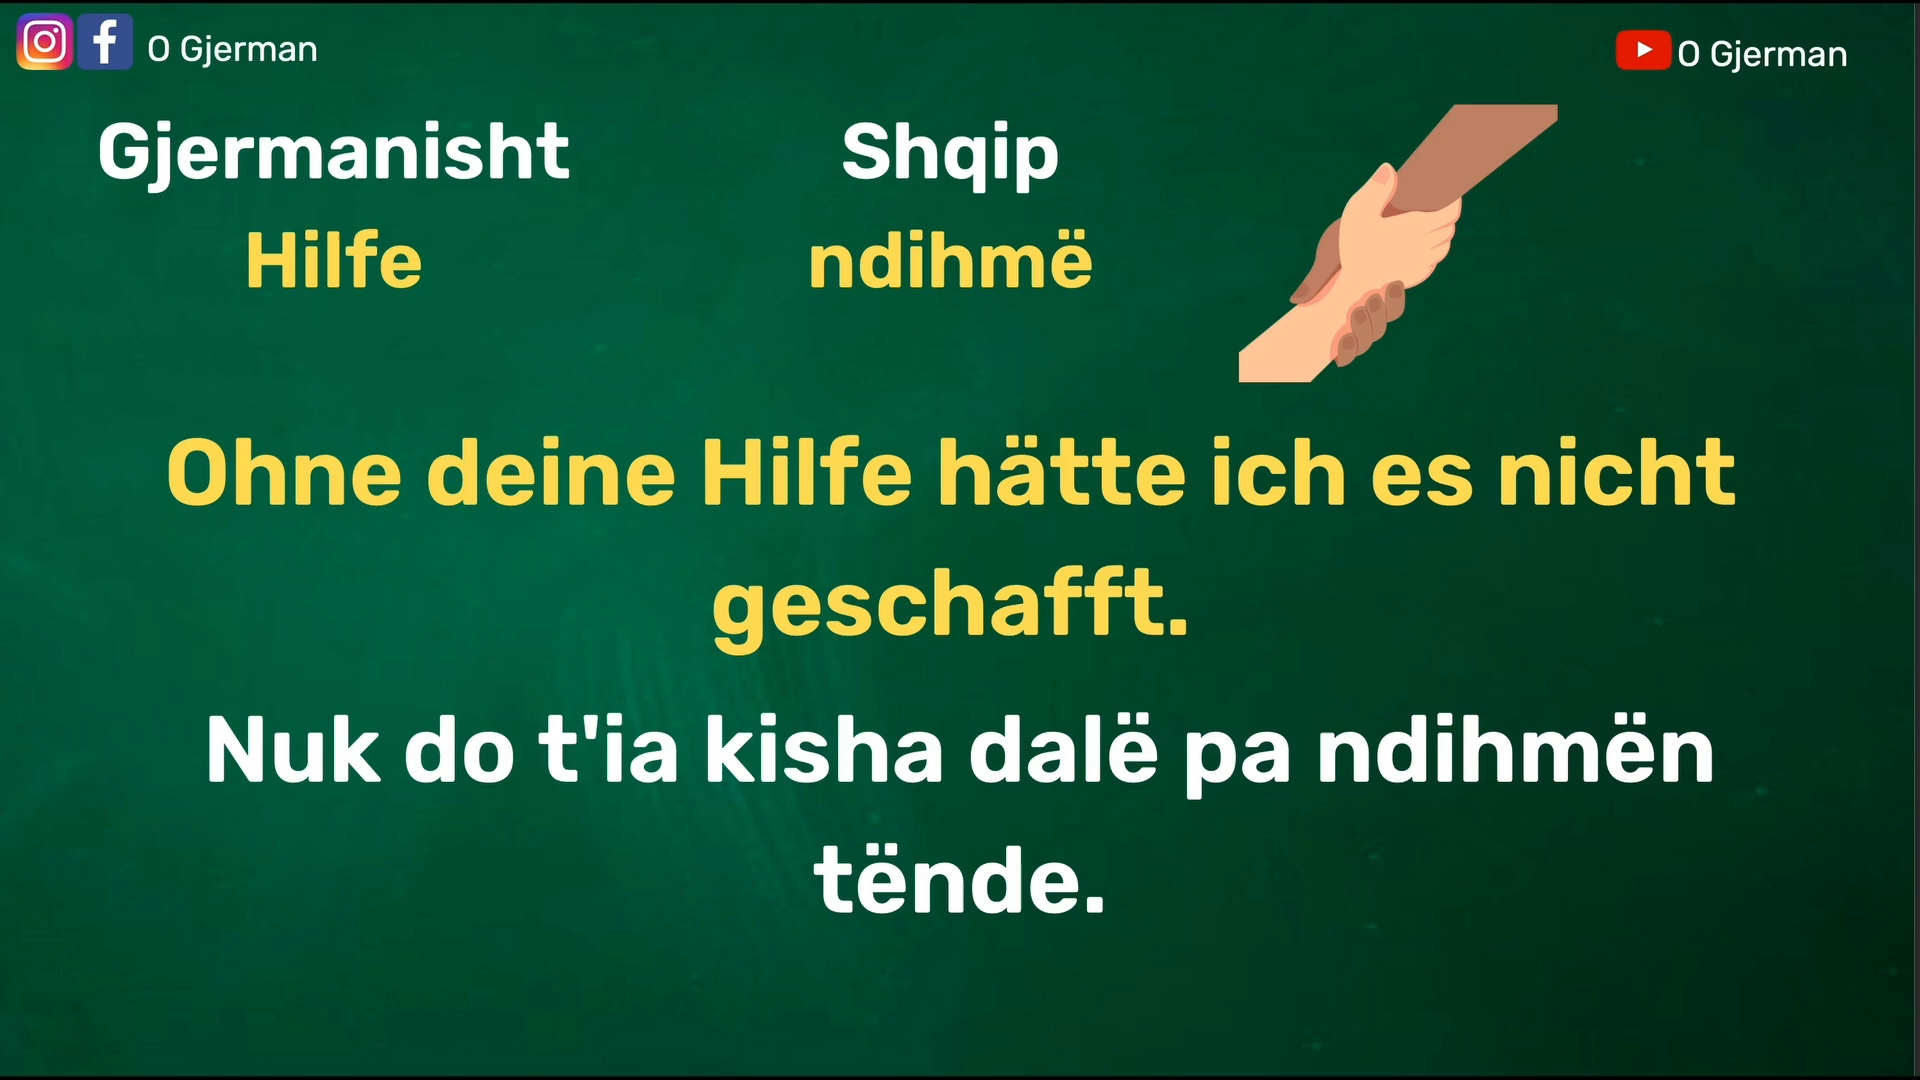 O Gjerman
O Gjerman
Gjermanisht
Shqip
Hilfe
ndihmë
Ohne deine Hilfe hätte ich es nicht
geschafft.
Nuk do t'ia kisha dalë pa ndihmën
tënde.